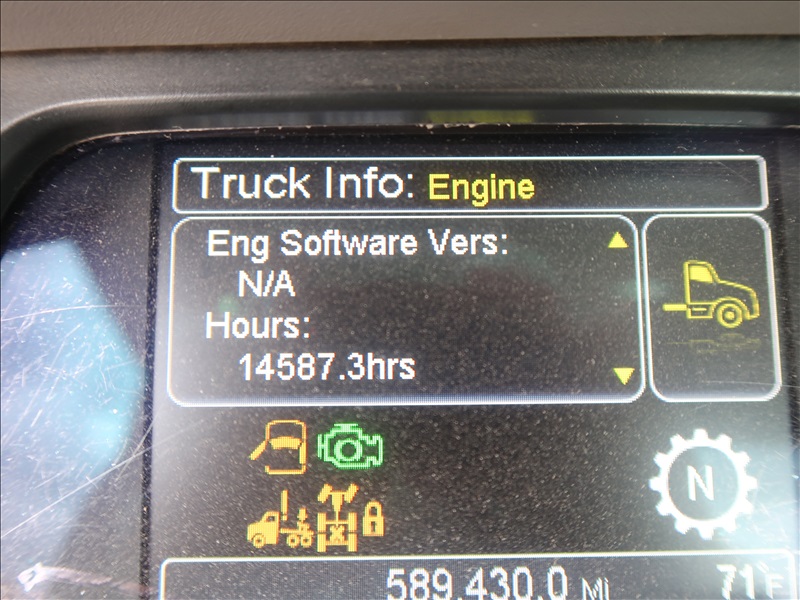 Truck Info: Engine
Eng Software Vers:
N/A
Hours:
14587.3hrs
N
589,430.0 Mi
71°F